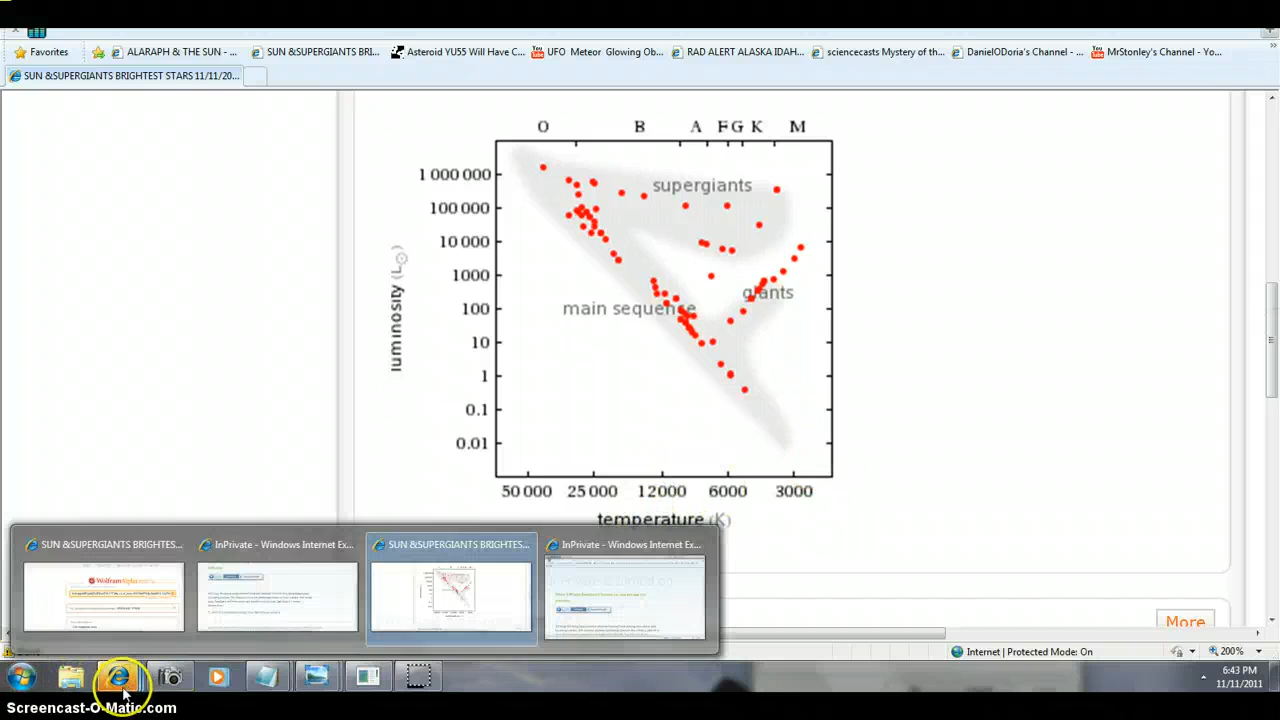 Favorites
ALARAPH & THE SUN - ...
SUN &SUPERGIANTS BRI...
Asteroid YU55 Will Have C...
UFO Meteor Glowing Ob...
RAD ALERT ALASKA IDAH...
sciencecasts Mystery of th...
DanielODoria's Channel - ...
MrStonley's Channel - Yo...
SUN &SUPERGIANTS BRIGHTEST STARS 11/11/20...
O B A F G K M
1 000 000
100 000
10 000
1000
100
10
1
0.1
0.01
luminosity (L☉)
supergiants
giants
main sequence
50 000 25 000 12 000 6000 3000
temperature (K)
SUN &SUPERGIANTS BRIGHTES...
InPrivate - Windows Internet Ex...
SUN &SUPERGIANTS BRIGHTES...
InPrivate - Windows Internet Ex...
WolframAlpha
More
Internet | Protected Mode: On
200%
6:43 PM
11/11/2011
Screencast-O-Matic.com